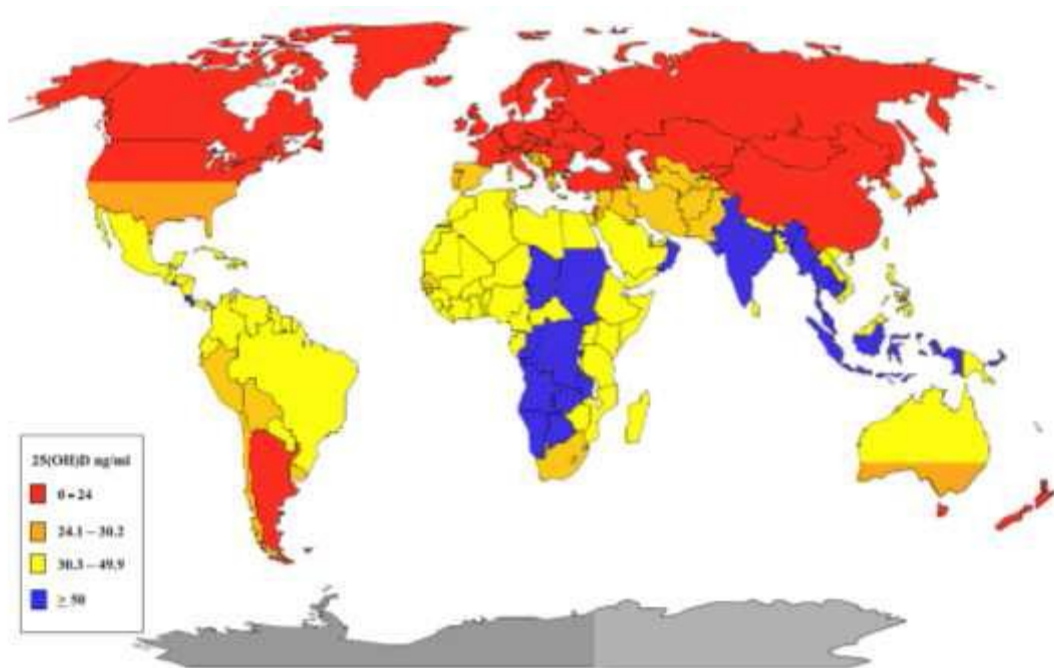 25(OH)D ng/ml
0 – 24
24.1 – 30.2
30.3 – 49.9
≥ 50